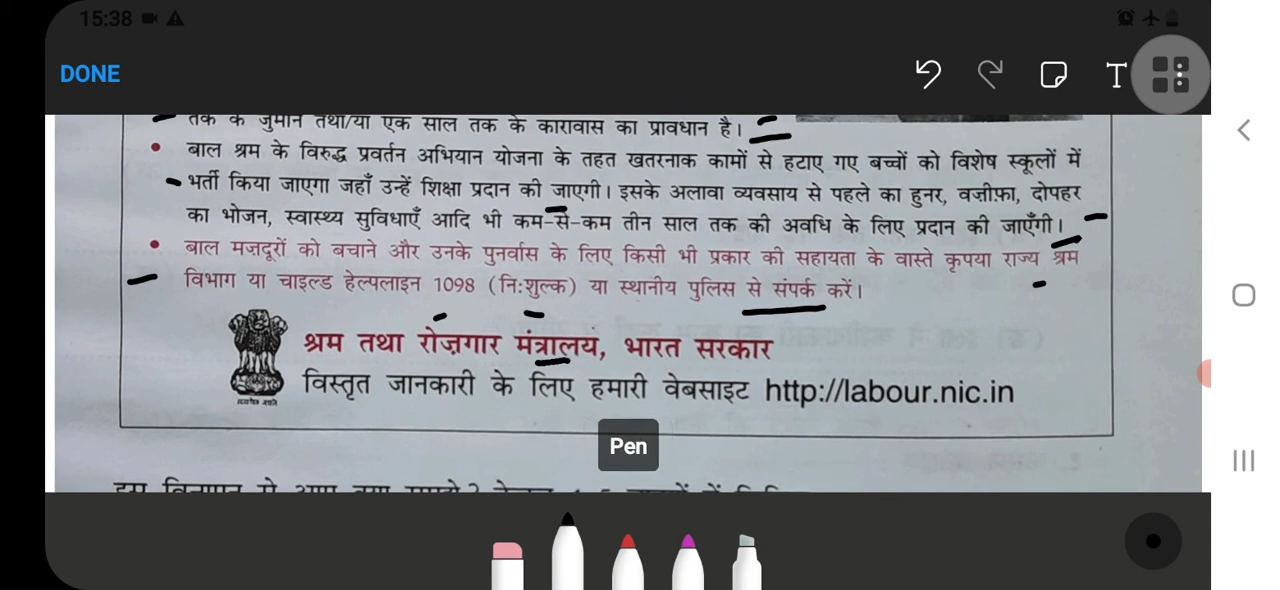 15:38
DONE
T
तक के जुर्माने तथा/या एक साल तक के कारावास का प्रावधान है।
• बाल श्रम के विरुद्ध प्रवर्तन अभियान योजना के तहत खतरनाक कामों से हटाए गए बच्चों को विशेष स्कूलों में
भर्ती किया जाएगा जहाँ उन्हें शिक्षा प्रदान की जाएगी। इसके अलावा व्यवसाय से पहले का हुनर, वज़ीफ़ा, दोपहर
का भोजन, स्वास्थ्य सुविधाएँ आदि भी कम-से-कम तीन साल तक की अवधि के लिए प्रदान की जाएँगी।
• बाल मज़दूरों को बचाने और उनके पुनर्वास के लिए किसी भी प्रकार की सहायता के वास्ते कृपया राज्य श्रम
विभाग या चाइल्ड हेल्पलाइन 1098 (नि:शुल्क) या स्थानीय पुलिस से संपर्क करें।
श्रम तथा रोज़गार मंत्रालय, भारत सरकार
विस्तृत जानकारी के लिए हमारी वेबसाइट http://labour.nic.in
Pen